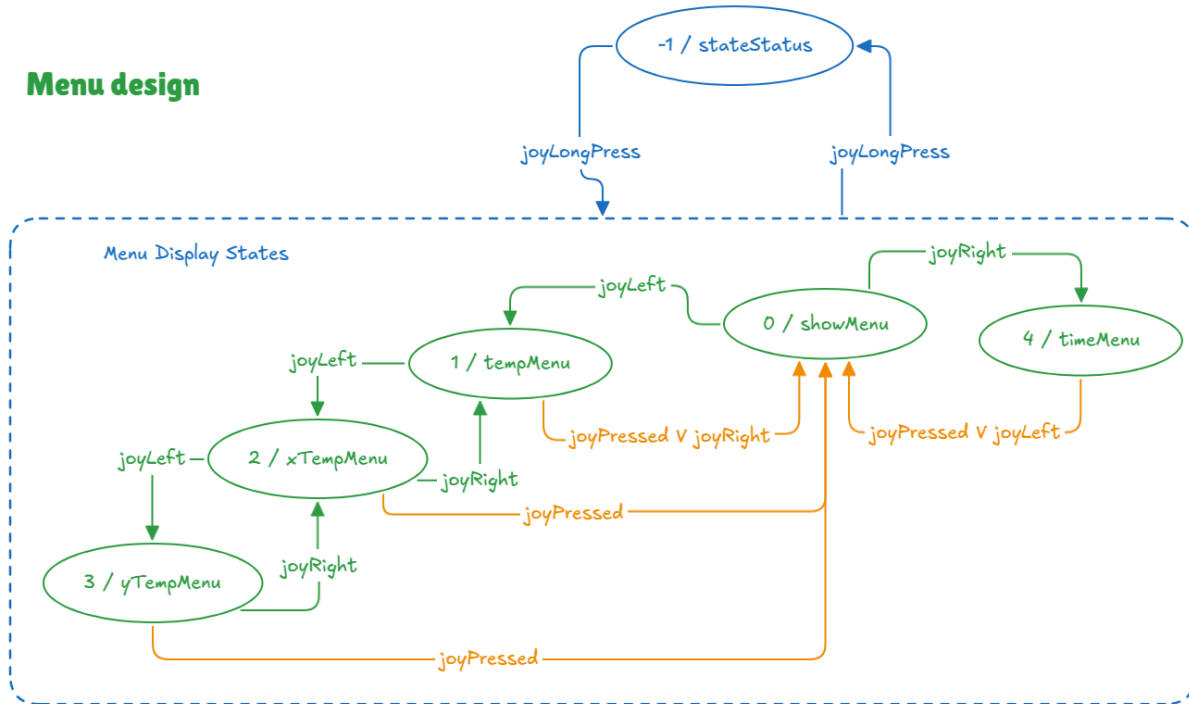 -1 / stateStatus
Menu design
joyLongPress
joyLongPress
Menu Display States
joyRight
joyLeft
0 / showMenu
4 / timeMenu
joyLeft
1 / tempMenu
joyPressed V joyRight
joyPressed V joyLeft
joyLeft
2 / xTempMenu
joyRight
joyPressed
joyRight
3 / yTempMenu
joyPressed